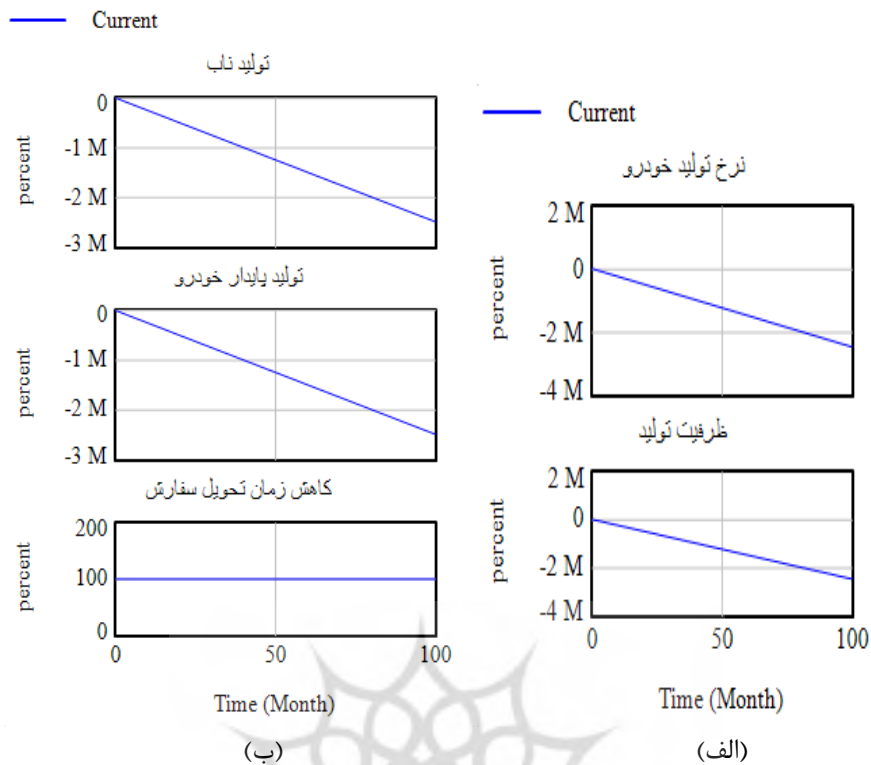 Current
تولید ناب
0
-1 M
-2 M
-3 M
percent
تولید پایدار خودرو
0
-1 M
-2 M
-3 M
percent
کاهش زمان تحویل سفارش
200
100
0
percent
0 50 100
Time (Month)
(ب)
Current
نرخ تولید خودرو
2 M
0
-2 M
-4 M
percent
ظرفیت تولید
2 M
0
-2 M
-4 M
percent
0 50 100
Time (Month)
(الف)